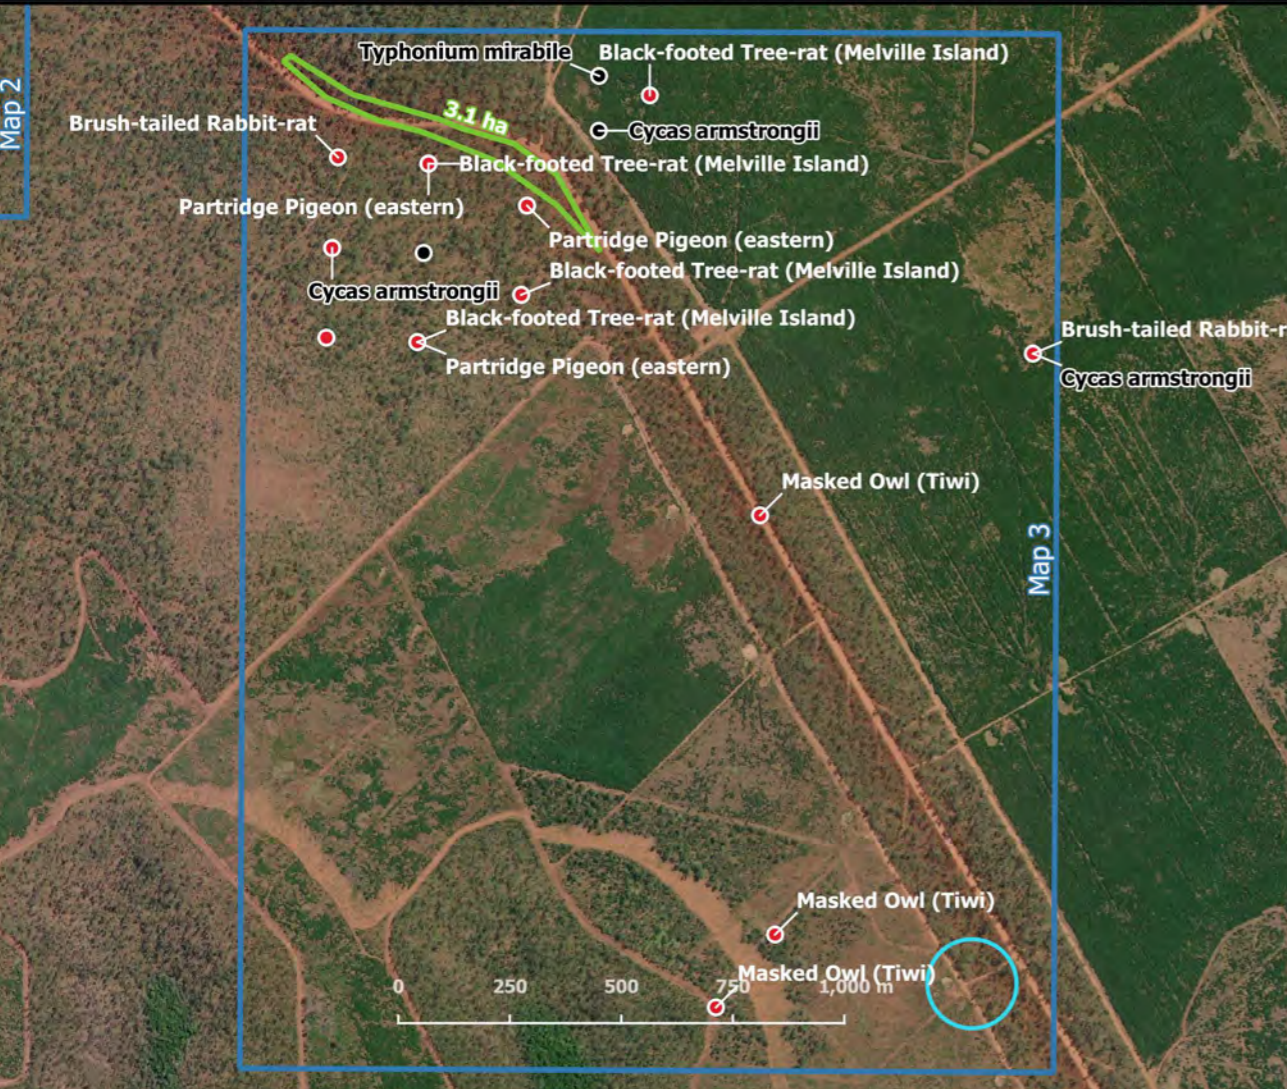 Typhonium mirabile
Black-footed Tree-rat (Melville Island)
Map 2
3.1 ha
Brush-tailed Rabbit-rat
Cycas armstrongii
Black-footed Tree-rat (Melville Island)
Partridge Pigeon (eastern)
Partridge Pigeon (eastern)
Black-footed Tree-rat (Melville Island)
Cycas armstrongii
Black-footed Tree-rat (Melville Island)
Brush-tailed Rabbit-r
Partridge Pigeon (eastern)
Cycas armstrongii
Masked Owl (Tiwi)
Map 3
Masked Owl (Tiwi)
Masked Owl (Tiwi)
0 250 500 750 1,000 m